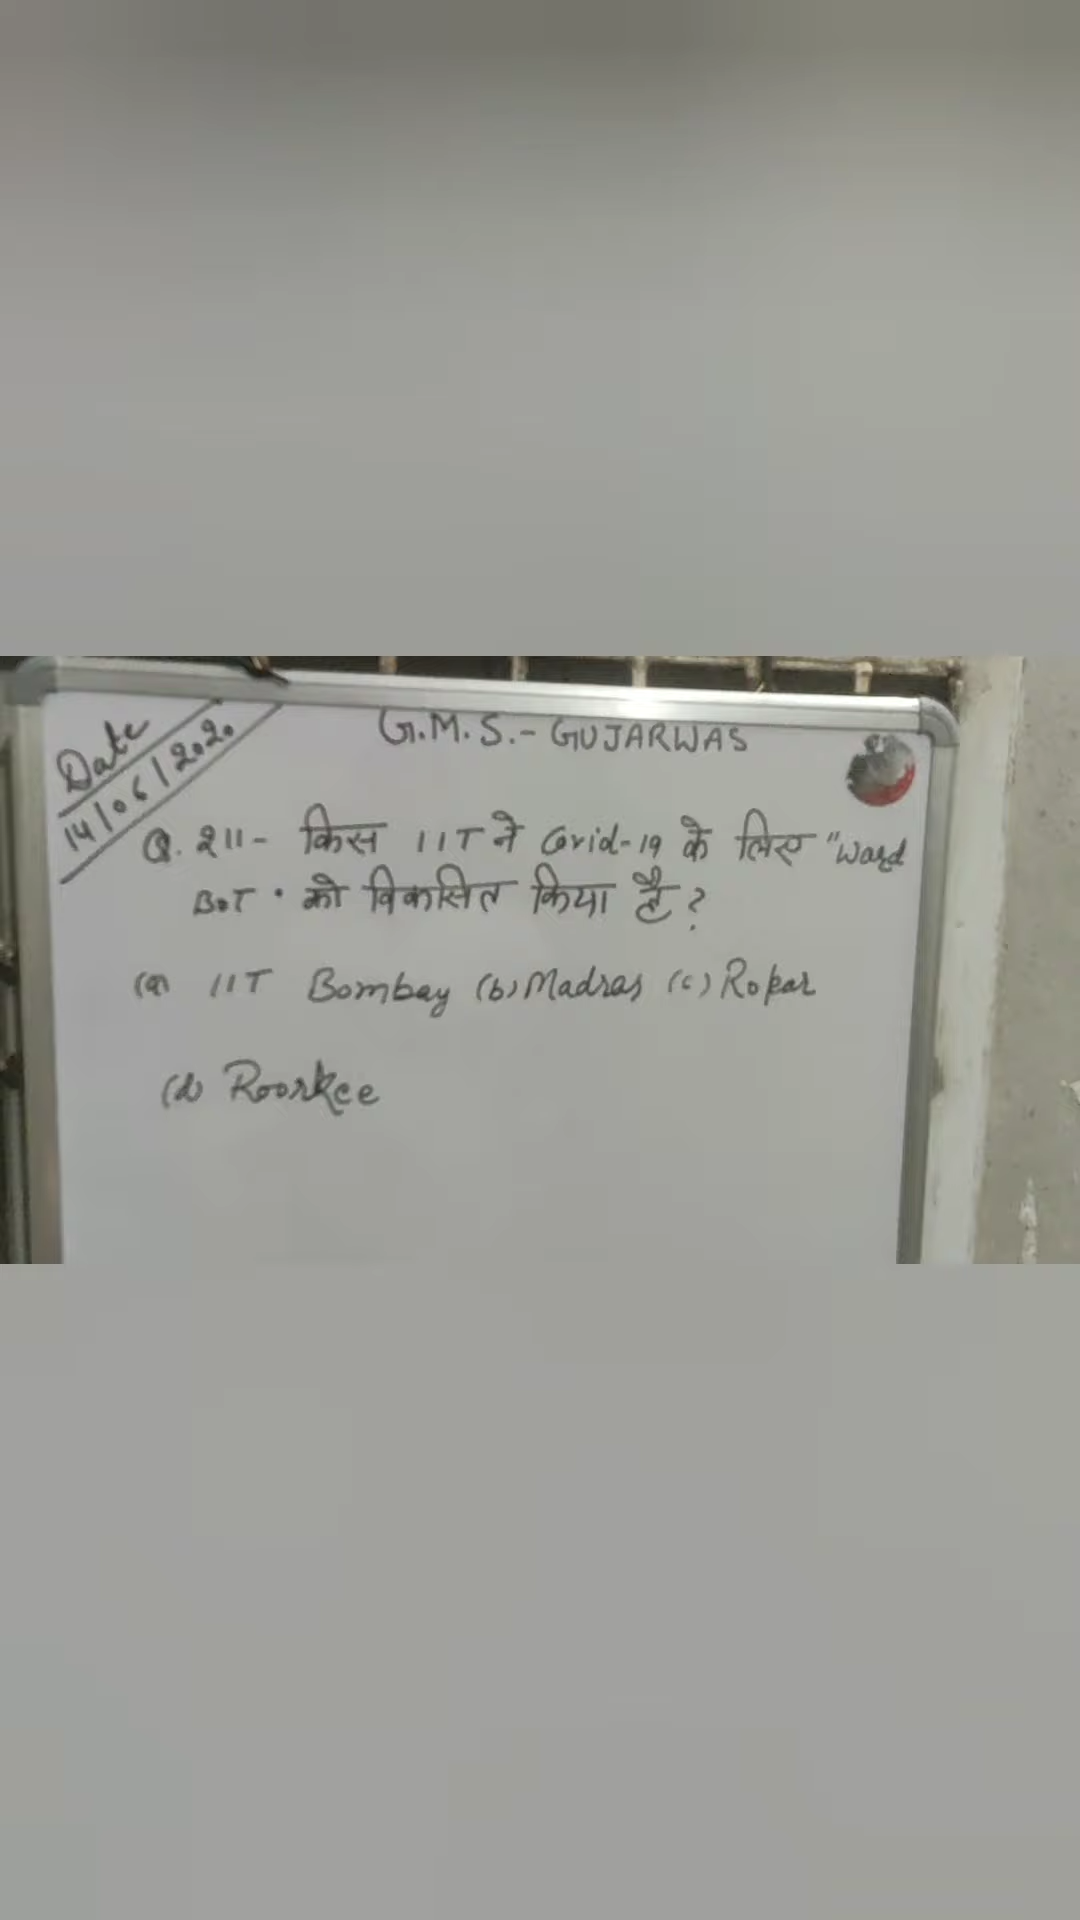 Date
14/06/2020
G.M.S.- GUJARWAS
Q. 211- किस IIT ने Covid-19 के लिए "Ward
BOT" को विकसित किया है?
(a) IIT Bombay (b) Madras (c) Ropar
(d) Roorkee